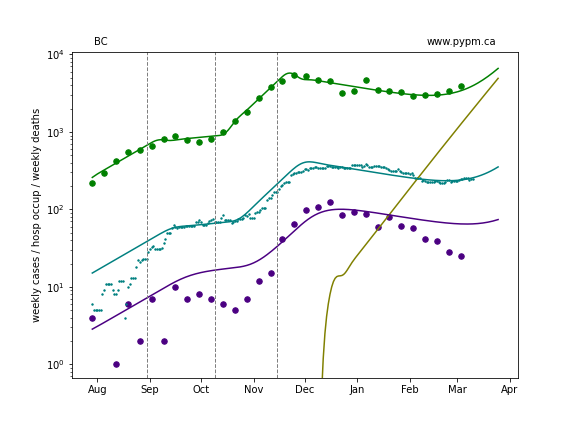 BC
www.pypm.ca
weekly cases / hosp occup / weekly deaths
10⁴
10³
10²
10¹
10⁰
Aug Sep Oct Nov Dec Jan Feb Mar Apr